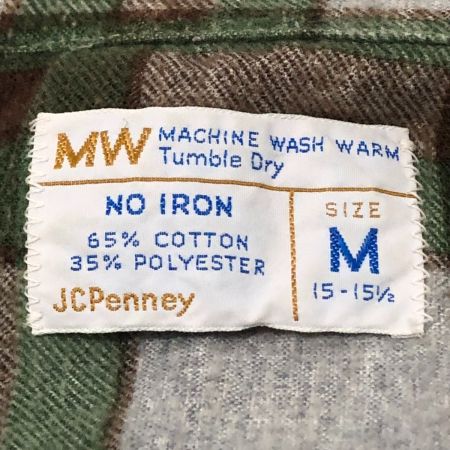 MW MACHINE WASH WARM
Tumble Dry
NO IRON
65% COTTON
35% POLYESTER
JCPenney
SIZE
M
15-15½